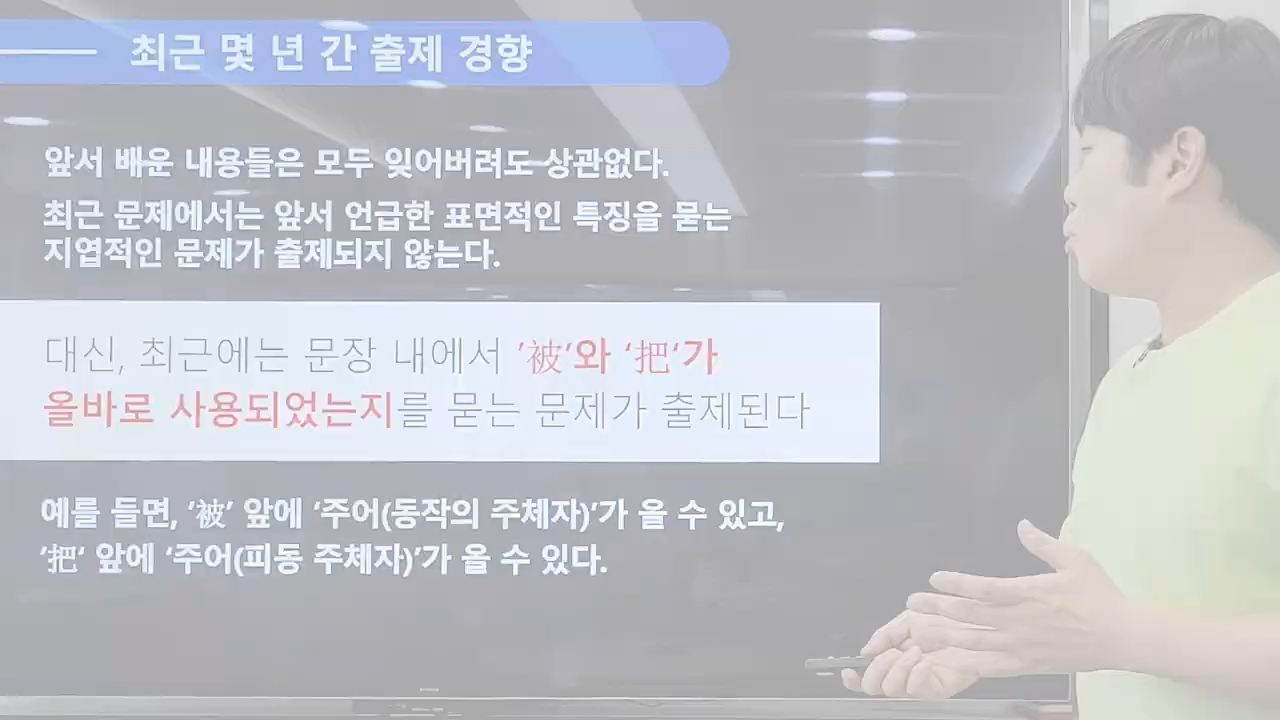 최근 몇 년 간 출제 경향
앞서 배운 내용들은 모두 잊어버려도 상관없다.
최근 문제에서는 앞서 언급한 표면적인 특징을 묻는
지엽적인 문제가 출제되지 않는다.
대신, 최근에는 문장 내에서 ’被’와 ‘把‘가
올바로 사용되었는지를 묻는 문제가 출제된다
예를 들면, ’被’ 앞에 ‘주어(동작의 주체자)’가 올 수 있고,
’把‘ 앞에 ‘주어(피동 주체자)’가 올 수 있다.